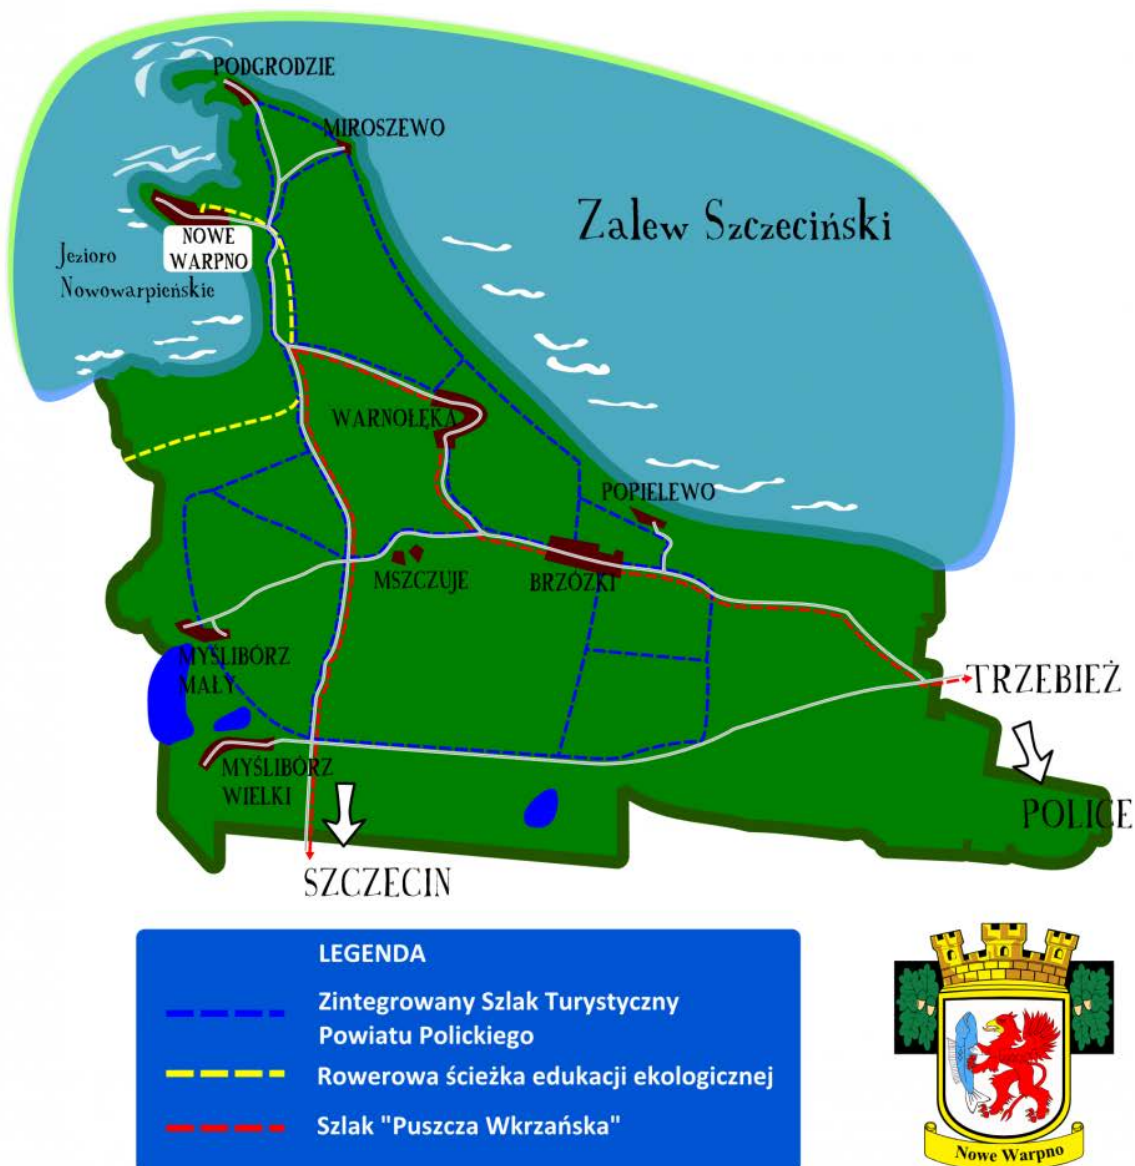 PODGRODZIE
MIROSZEWO
Zalew Szczeciński
NOWE
WARPNO
Jezioro
Nowowarpieńskie
WARNOŁĘKA
POPIELEWO
MSZCZUJE
BRZÓZKI
MYŚLIBÓRZ
MAŁY
TRZEBIEŻ
MYŚLIBÓRZ
WIELKI
POLICE
SZCZECIN
LEGENDA
Zintegrowany Szlak Turystyczny
Powiatu Polickiego
Rowerowa ścieżka edukacji ekologicznej
Szlak "Puszcza Wkrzańska"
Nowe Warpno